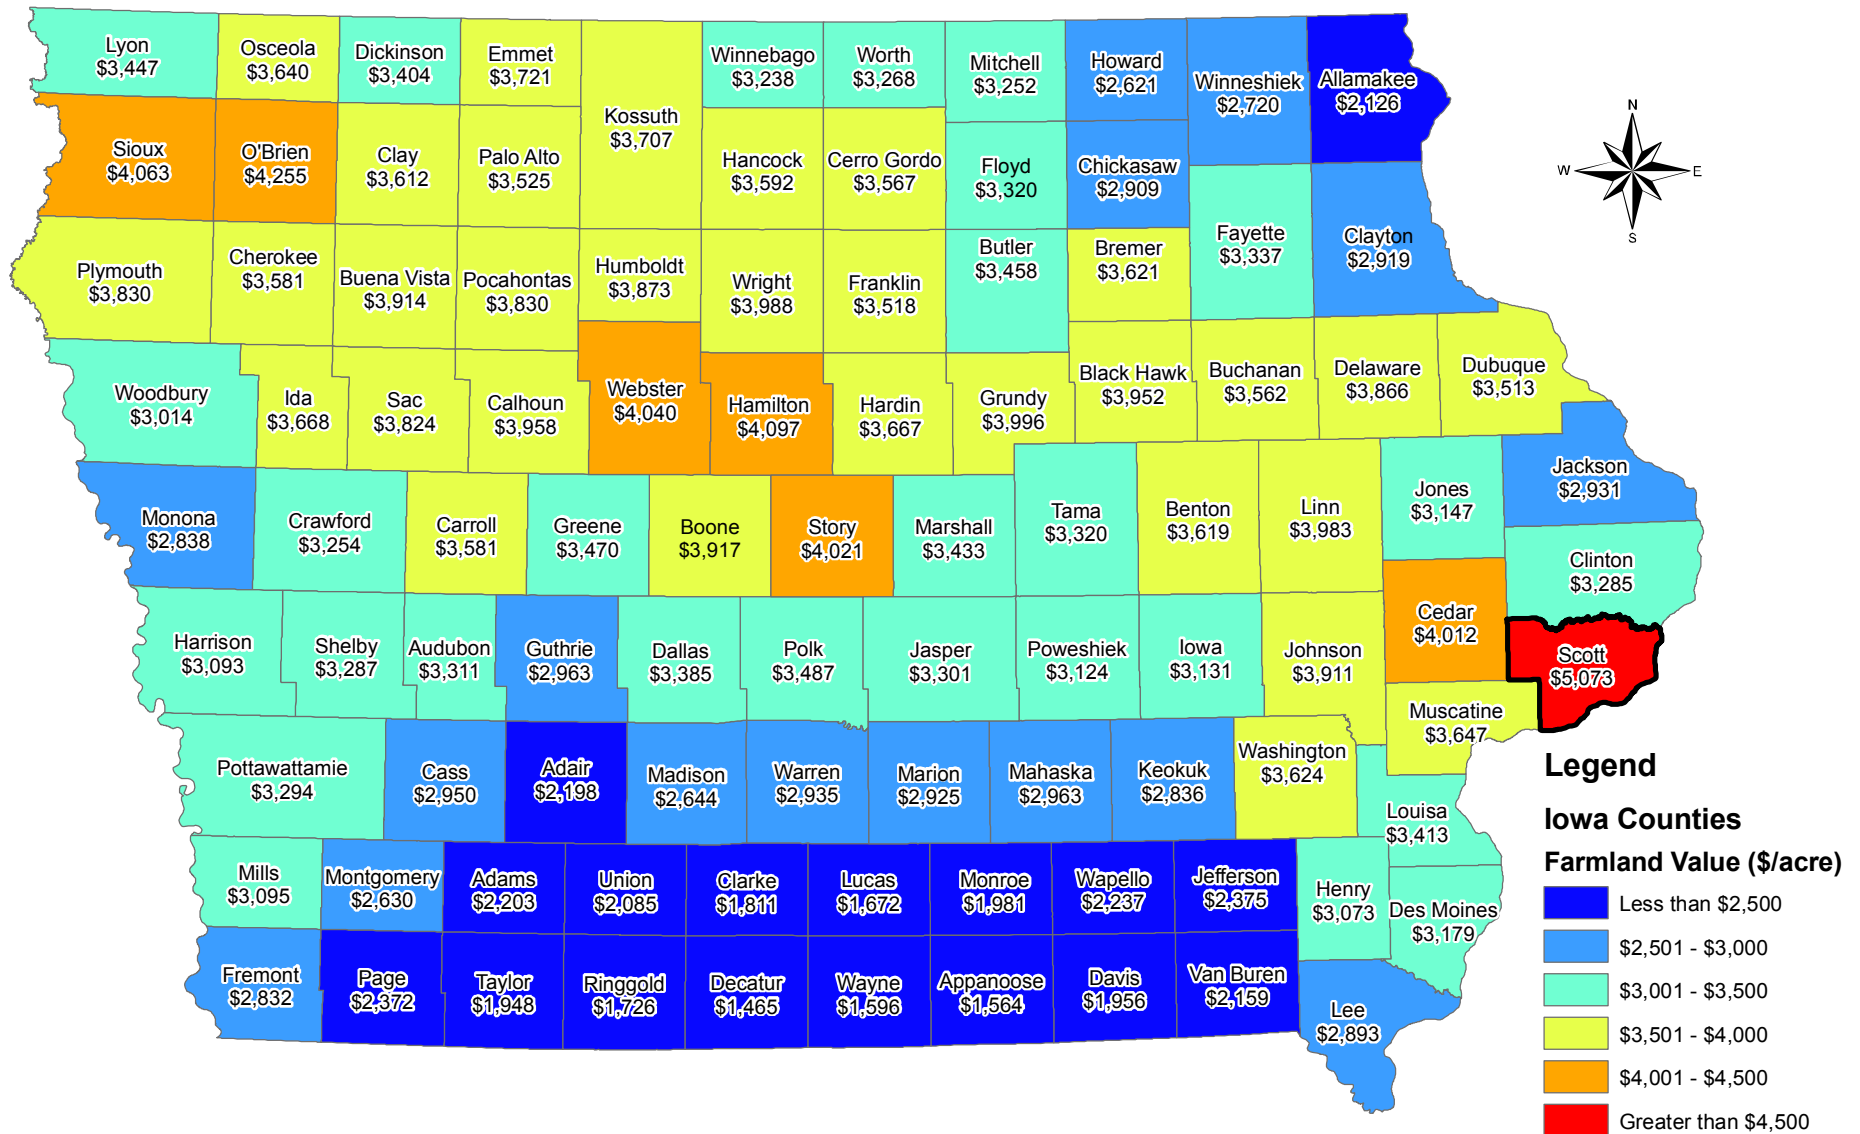 Lyon
$3,447
Osceola
$3,640
Dickinson
$3,404
Emmet
$3,721
Kossuth
$3,707
Winnebago
$3,238
Worth
$3,268
Mitchell
$3,252
Howard
$2,621
Winneshiek
$2,720
Allamakee
$2,126
N
W
E
S
Sioux
$4,063
O'Brien
$4,255
Clay
$3,612
Palo Alto
$3,525
Hancock
$3,592
Cerro Gordo
$3,567
Floyd
$3,320
Chickasaw
$2,909
Fayette
$3,337
Clayton
$2,919
Plymouth
$3,830
Cherokee
$3,581
Buena Vista
$3,914
Pocahontas
$3,830
Humboldt
$3,873
Wright
$3,988
Franklin
$3,518
Butler
$3,458
Bremer
$3,621
Woodbury
$3,014
Ida
$3,668
Sac
$3,824
Calhoun
$3,958
Webster
$4,040
Hamilton
$4,097
Hardin
$3,667
Grundy
$3,996
Black Hawk
$3,952
Buchanan
$3,562
Delaware
$3,866
Dubuque
$3,513
Monona
$2,838
Crawford
$3,254
Carroll
$3,581
Greene
$3,470
Boone
$3,917
Story
$4,021
Marshall
$3,433
Tama
$3,320
Benton
$3,619
Linn
$3,983
Jones
$3,147
Jackson
$2,931
Clinton
$3,285
Harrison
$3,093
Shelby
$3,287
Audubon
$3,311
Guthrie
$2,963
Dallas
$3,385
Polk
$3,487
Jasper
$3,301
Poweshiek
$3,124
Iowa
$3,131
Johnson
$3,911
Cedar
$4,012
Scott
$5,073
Muscatine
$3,647
Pottawattamie
$3,294
Cass
$2,950
Adair
$2,198
Madison
$2,644
Warren
$2,935
Marion
$2,925
Mahaska
$2,963
Keokuk
$2,836
Washington
$3,624
Louisa
$3,413
Mills
$3,095
Montgomery
$2,630
Adams
$2,203
Union
$2,085
Clarke
$1,811
Lucas
$1,672
Monroe
$1,981
Wapello
$2,237
Jefferson
$2,375
Henry
$3,073
Des Moines
$3,179
Fremont
$2,832
Page
$2,372
Taylor
$1,948
Ringgold
$1,726
Decatur
$1,465
Wayne
$1,596
Appanoose
$1,564
Davis
$1,956
Van Buren
$2,159
Lee
$2,893
Legend
Iowa Counties
Farmland Value ($/acre)
Less than $2,500
$2,501 - $3,000
$3,001 - $3,500
$3,501 - $4,000
$4,001 - $4,500
Greater than $4,500